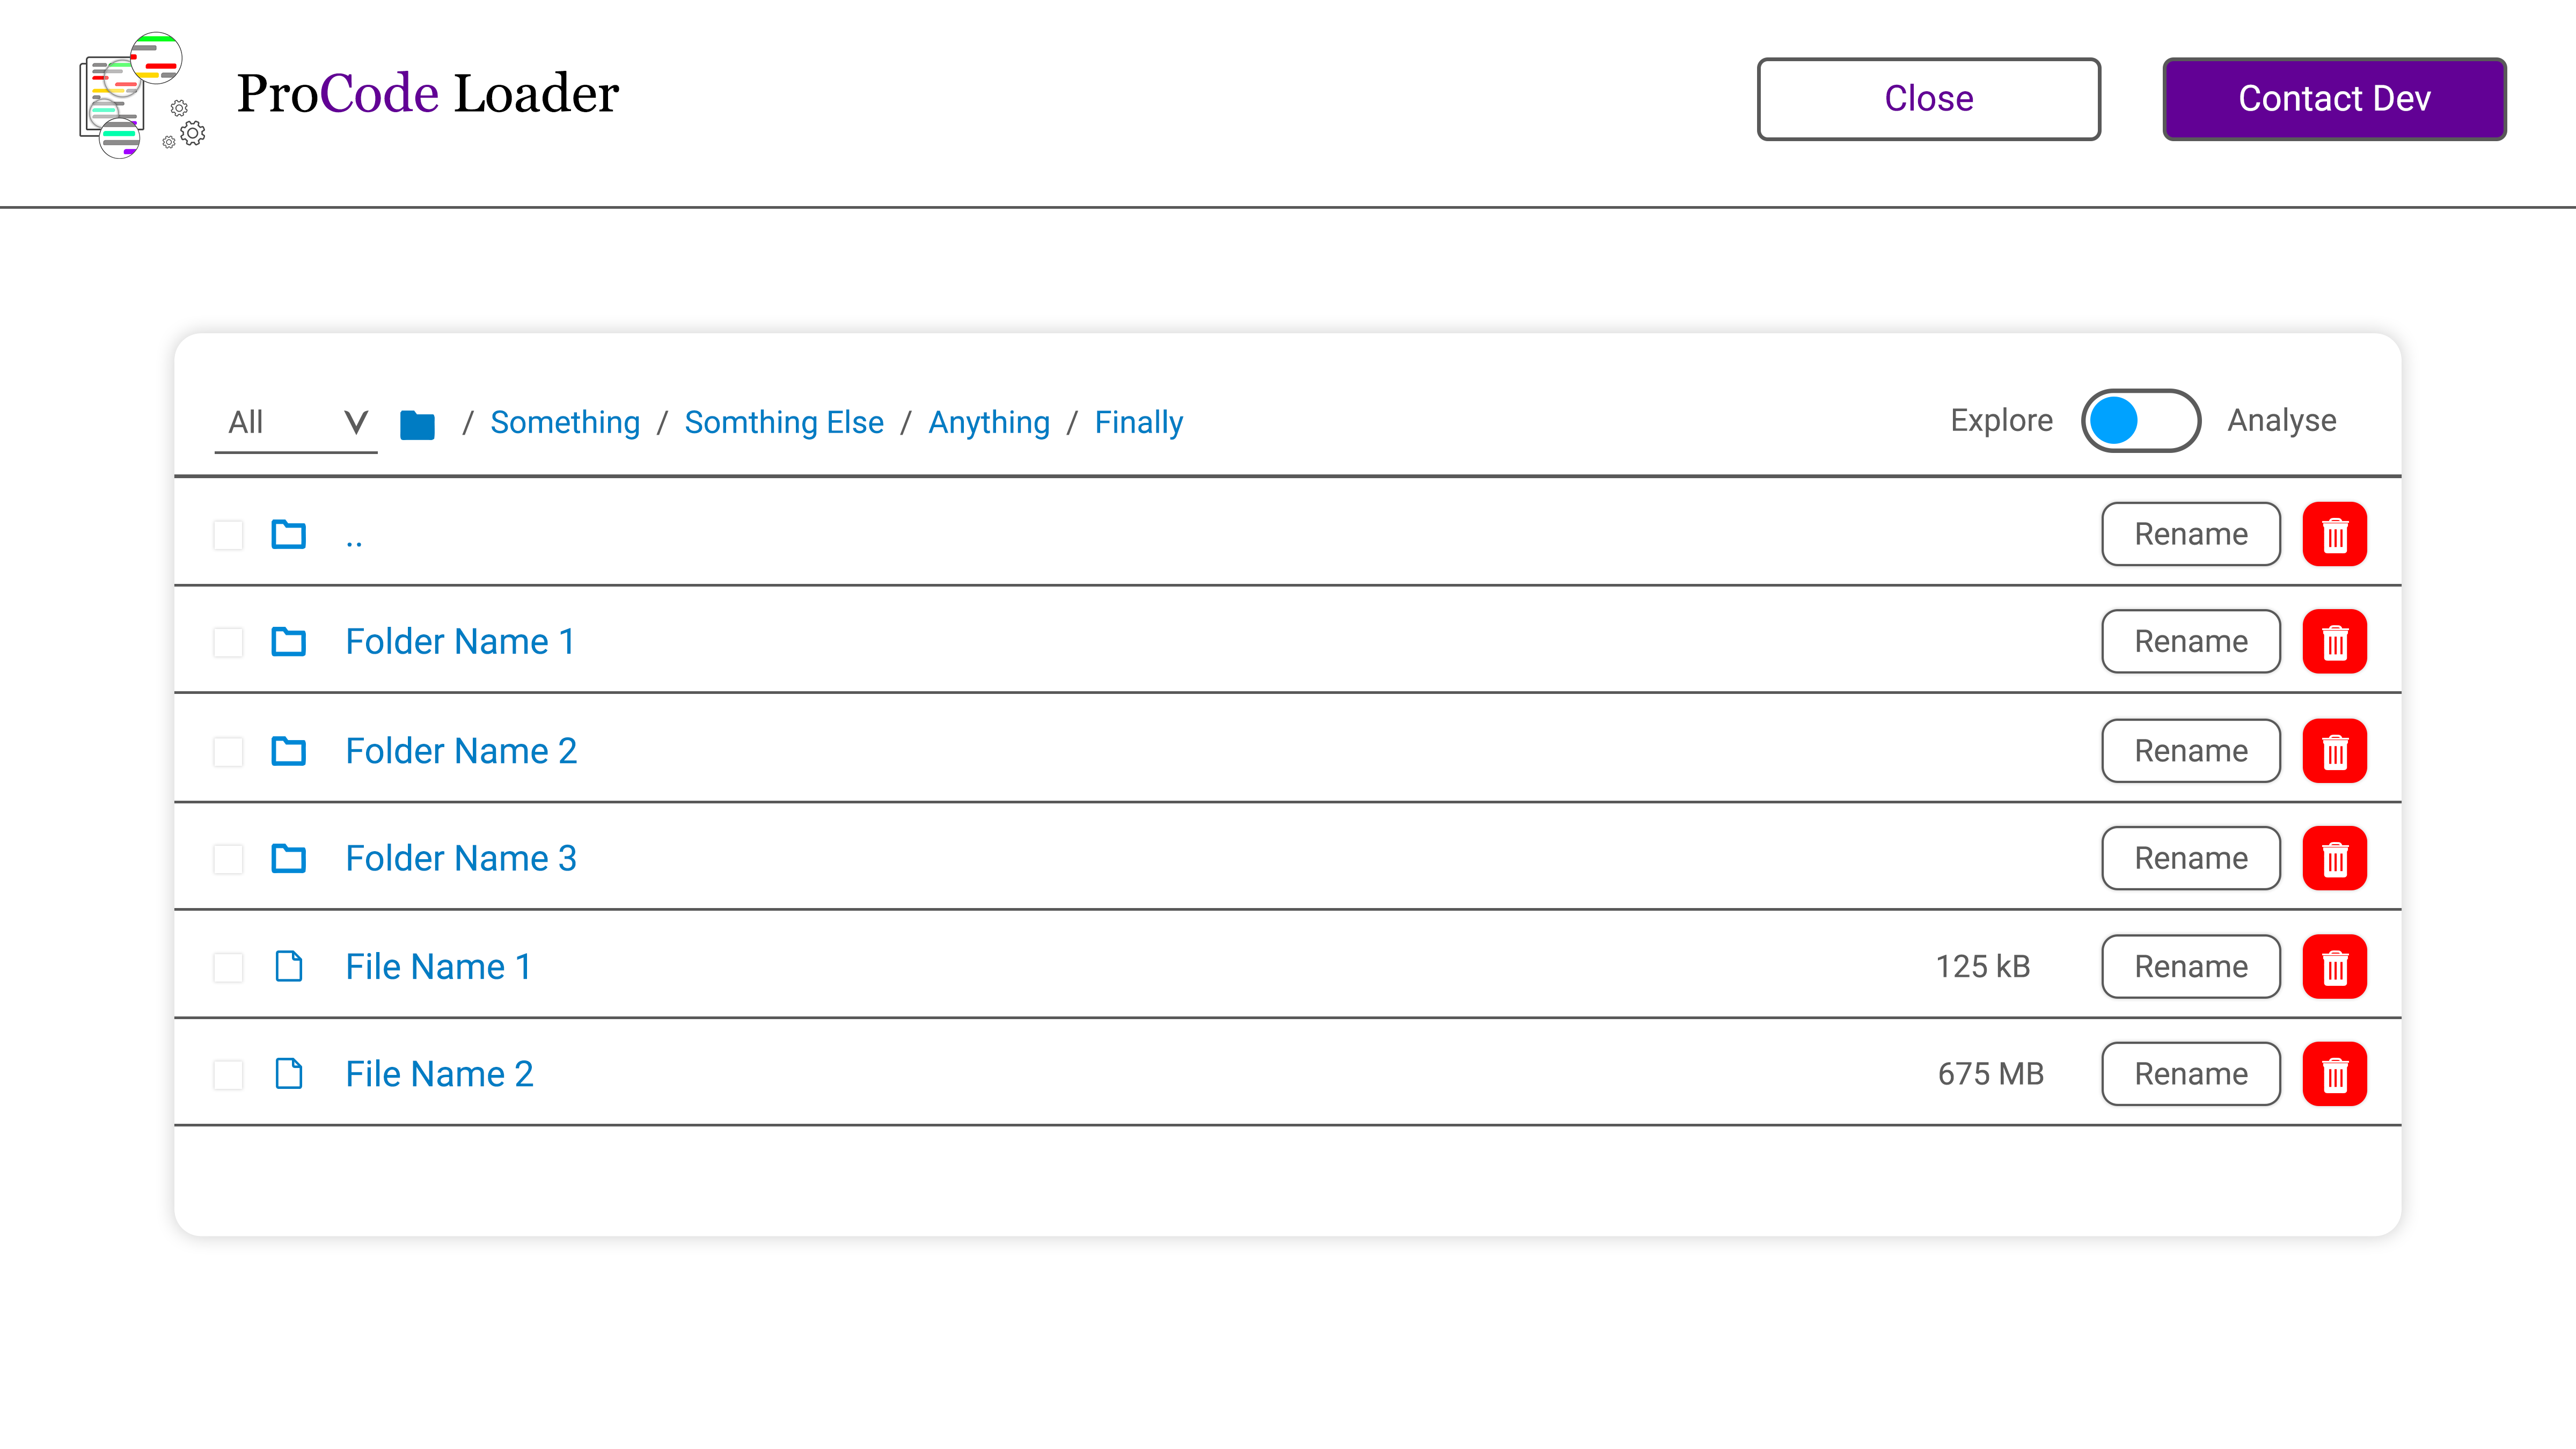 ProCode Loader
Close
Contact Dev
All
/ Something / Somthing Else / Anything / Finally
Explore
Analyse
..
Rename
Folder Name 1
Rename
Folder Name 2
Rename
Folder Name 3
Rename
File Name 1
125 kB
Rename
File Name 2
675 MB
Rename